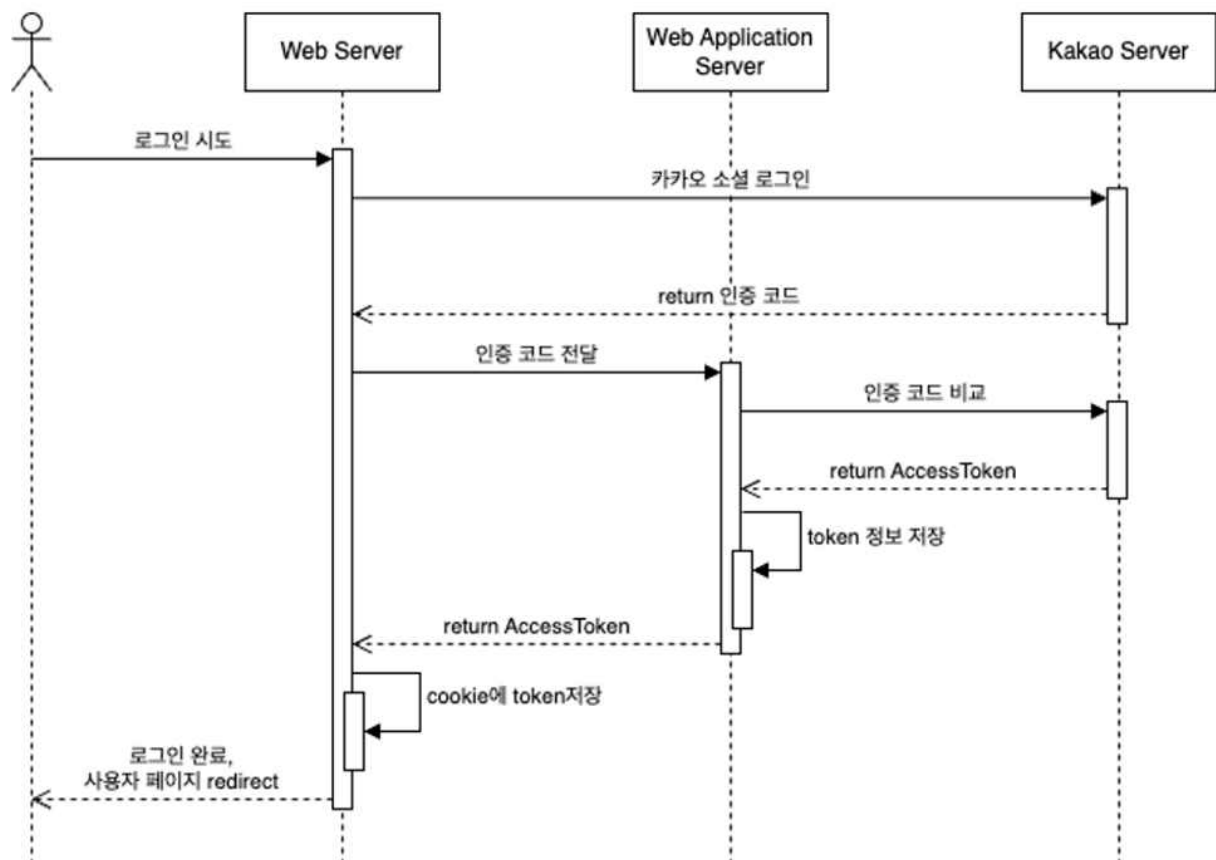 Web Server
Web Application
Server
Kakao Server
로그인 시도
카카오 소셜 로그인
return 인증 코드
인증 코드 전달
인증 코드 비교
return AccessToken
token 정보 저장
return AccessToken
cookie에 token저장
로그인 완료,
사용자 페이지 redirect